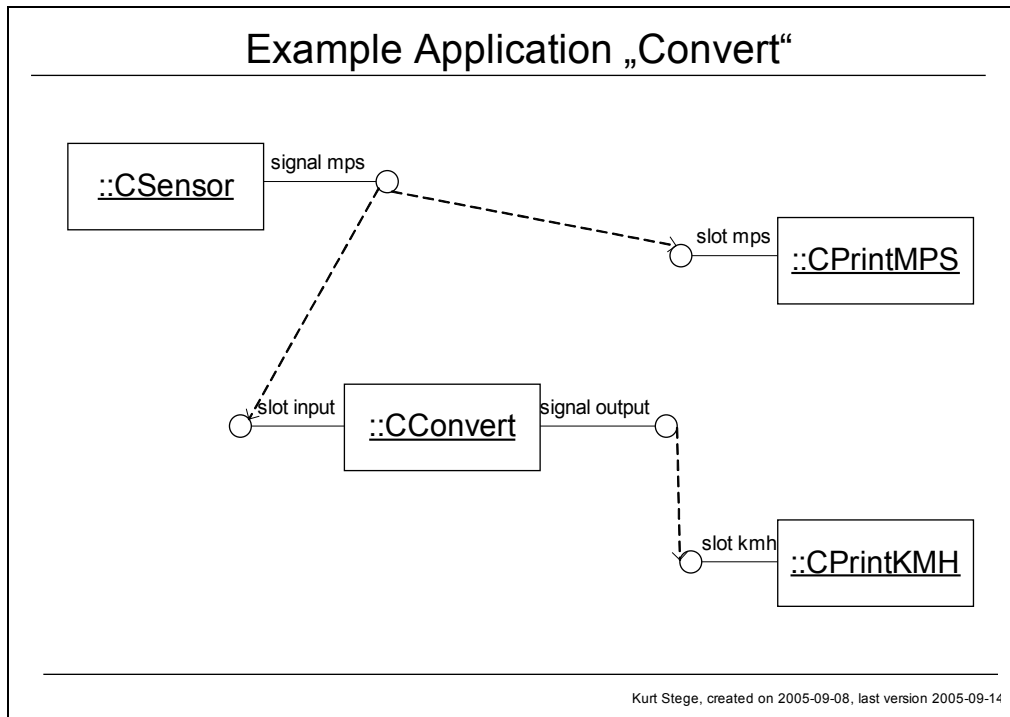 Example Application „Convert“
signal mps
::CSensor
slot mps
::CPrintMPS
slot input
::CConvert
signal output
slot kmh
::CPrintKMH
Kurt Stege, created on 2005-09-08, last version 2005-09-14